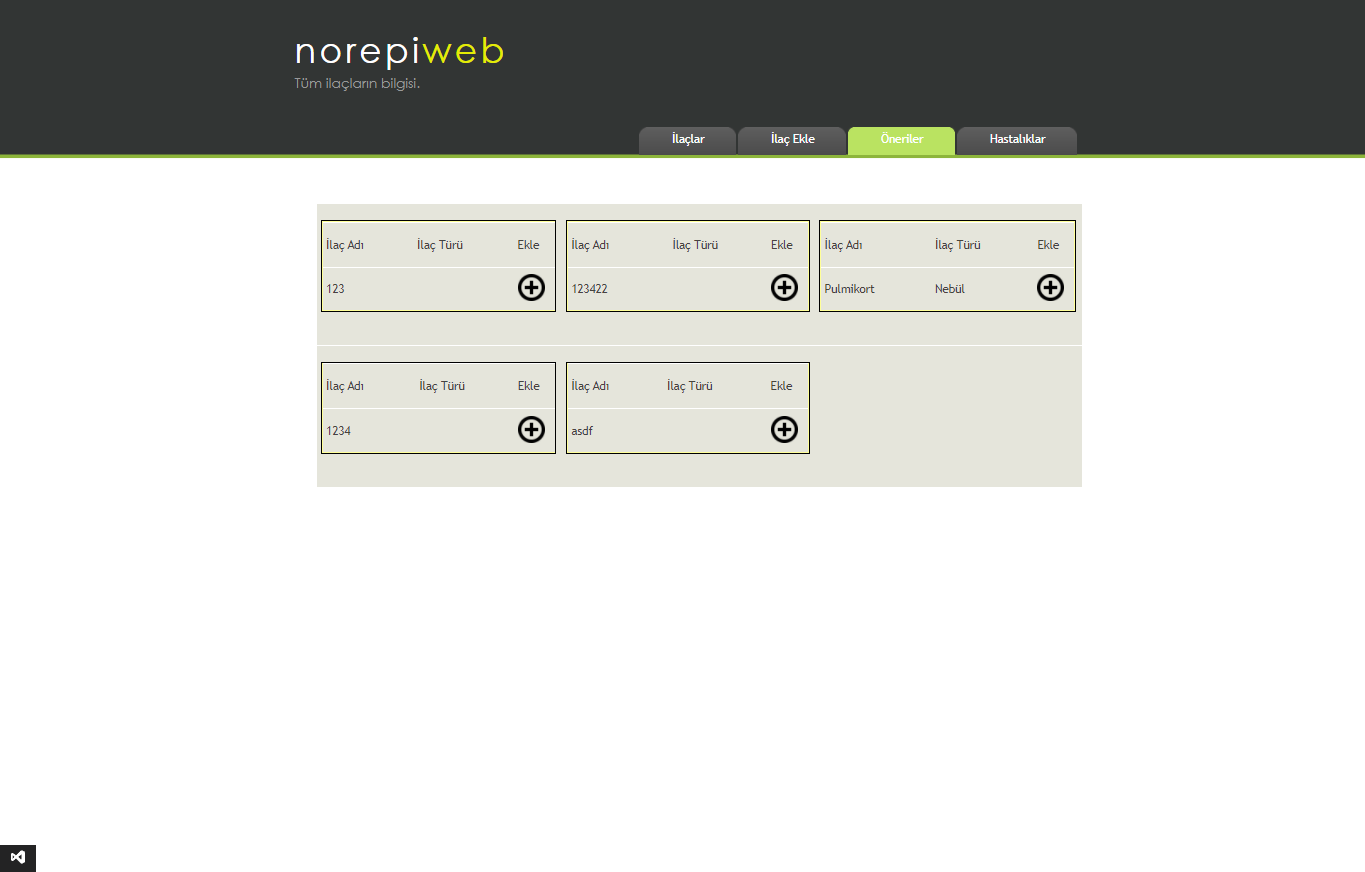 norepiweb
Tüm ilaçların bilgisi.
İlaçlar İlaç Ekle Öneriler Hastalıklar
İlaç Adı İlaç Türü Ekle İlaç Adı İlaç Türü Ekle İlaç Adı İlaç Türü Ekle
123 123422 Pulmikort Nebül
İlaç Adı İlaç Türü Ekle İlaç Adı İlaç Türü Ekle
1234 asdf